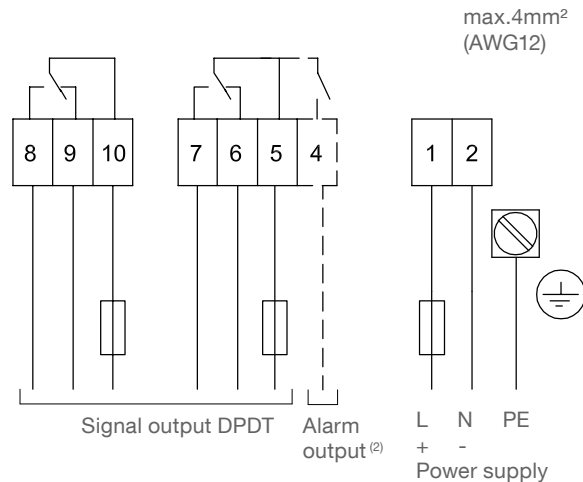 max.4mm²
(AWG12)
8 9 10 7 6 5 4 1 2
Signal output DPDT
Alarm
output (2)
L N PE
+ -
Power supply